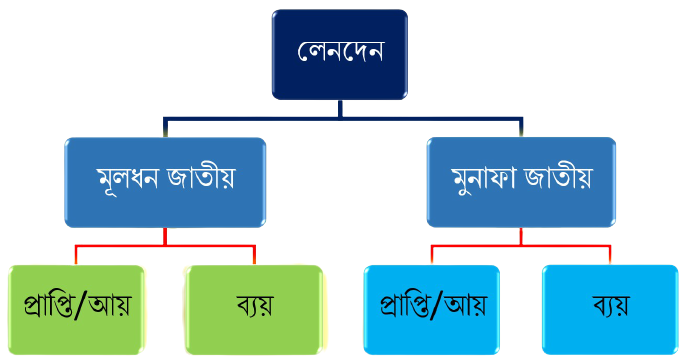 লেনদেন
মূলধন জাতীয়
মুনাফা জাতীয়
প্রাপ্তি/আয়
ব্যয়
প্রাপ্তি/আয়
ব্যয়